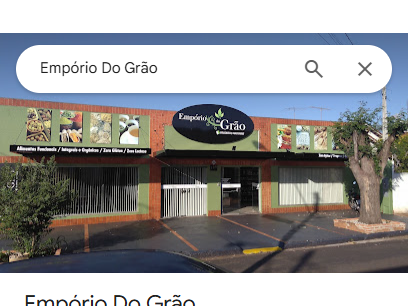 Empório Do Grão
Empório
do Grão
Alimentos Funcionais / Integrais e Orgânicos / Zero Glúten / Zero Lactose
Empório Do Grão